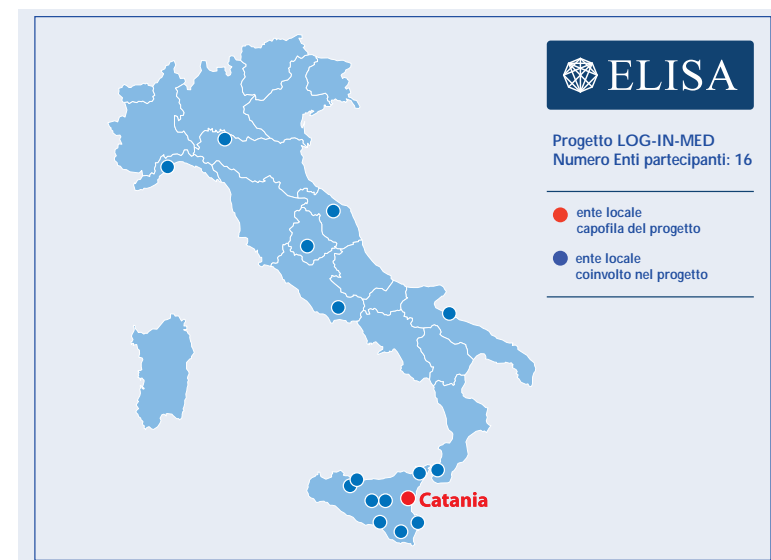 ELISA
Progetto LOG-IN-MED
Numero Enti partecipanti: 16
ente locale
capofila del progetto
ente locale
coinvolto nel progetto
Catania